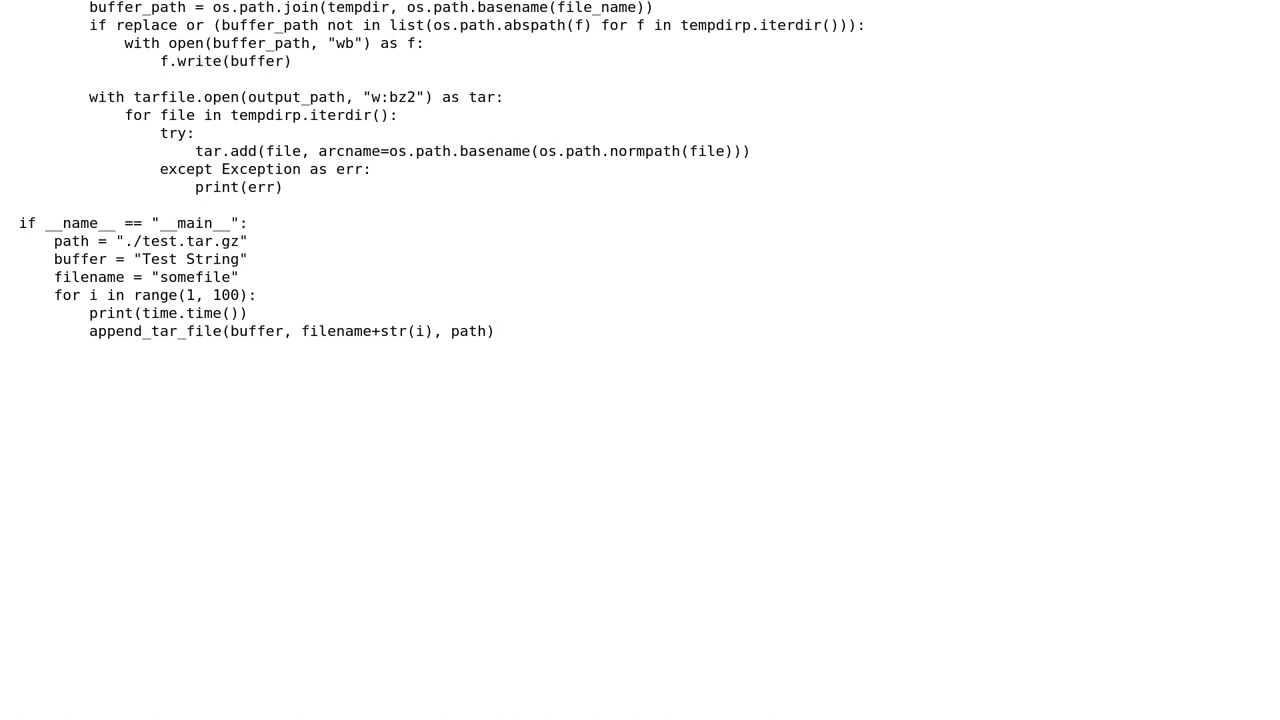 buffer_path = os.path.join(tempdir, os.path.basename(file_name))
        if replace or (buffer_path not in list(os.path.abspath(f) for f in tempdirp.iterdir())):
            with open(buffer_path, "wb") as f:
                f.write(buffer)

        with tarfile.open(output_path, "w:bz2") as tar:
            for file in tempdirp.iterdir():
                try:
                    tar.add(file, arcname=os.path.basename(os.path.normpath(file)))
                except Exception as err:
                    print(err)

if __name__ == "__main__":
    path = "./test.tar.gz"
    buffer = "Test String"
    filename = "somefile"
    for i in range(1, 100):
        print(time.time())
        append_tar_file(buffer, filename+str(i), path)